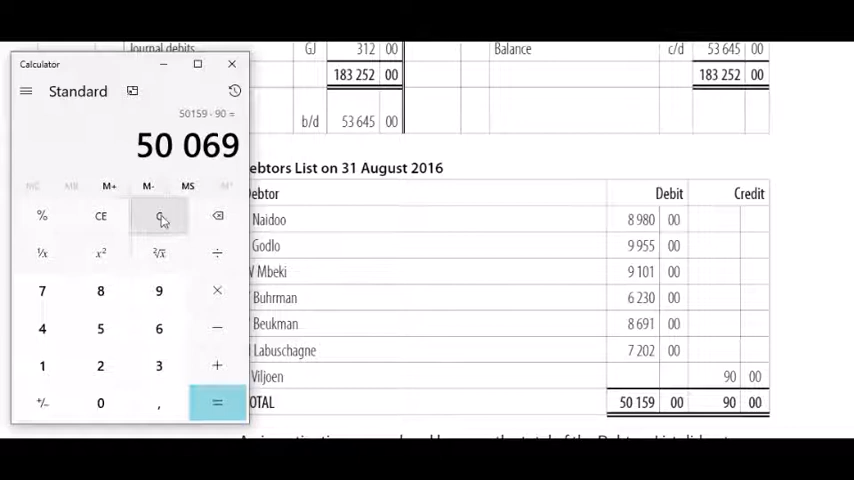 Journal debits GJ 312 00 Balance c/d 53 645 00
183 252 00 183 252 00
b/d 53 645 00
Calculator
Standard
50159 - 90 =
50 069
MC MR M+ M- MS
% CE C
¹/x x² ²√x ÷
7 8 9 ×
4 5 6 −
1 2 3 +
+/− 0 , =
ebtors List on 31 August 2016
ebtor Debit Credit
Naidoo 8 980 00
Godlo 9 955 00
Mbeki 9 101 00
Buhrman 6 230 00
Beukman 8 691 00
Labuschagne 7 202 00
Viljoen 90 00
OTAL 50 159 00 90 00